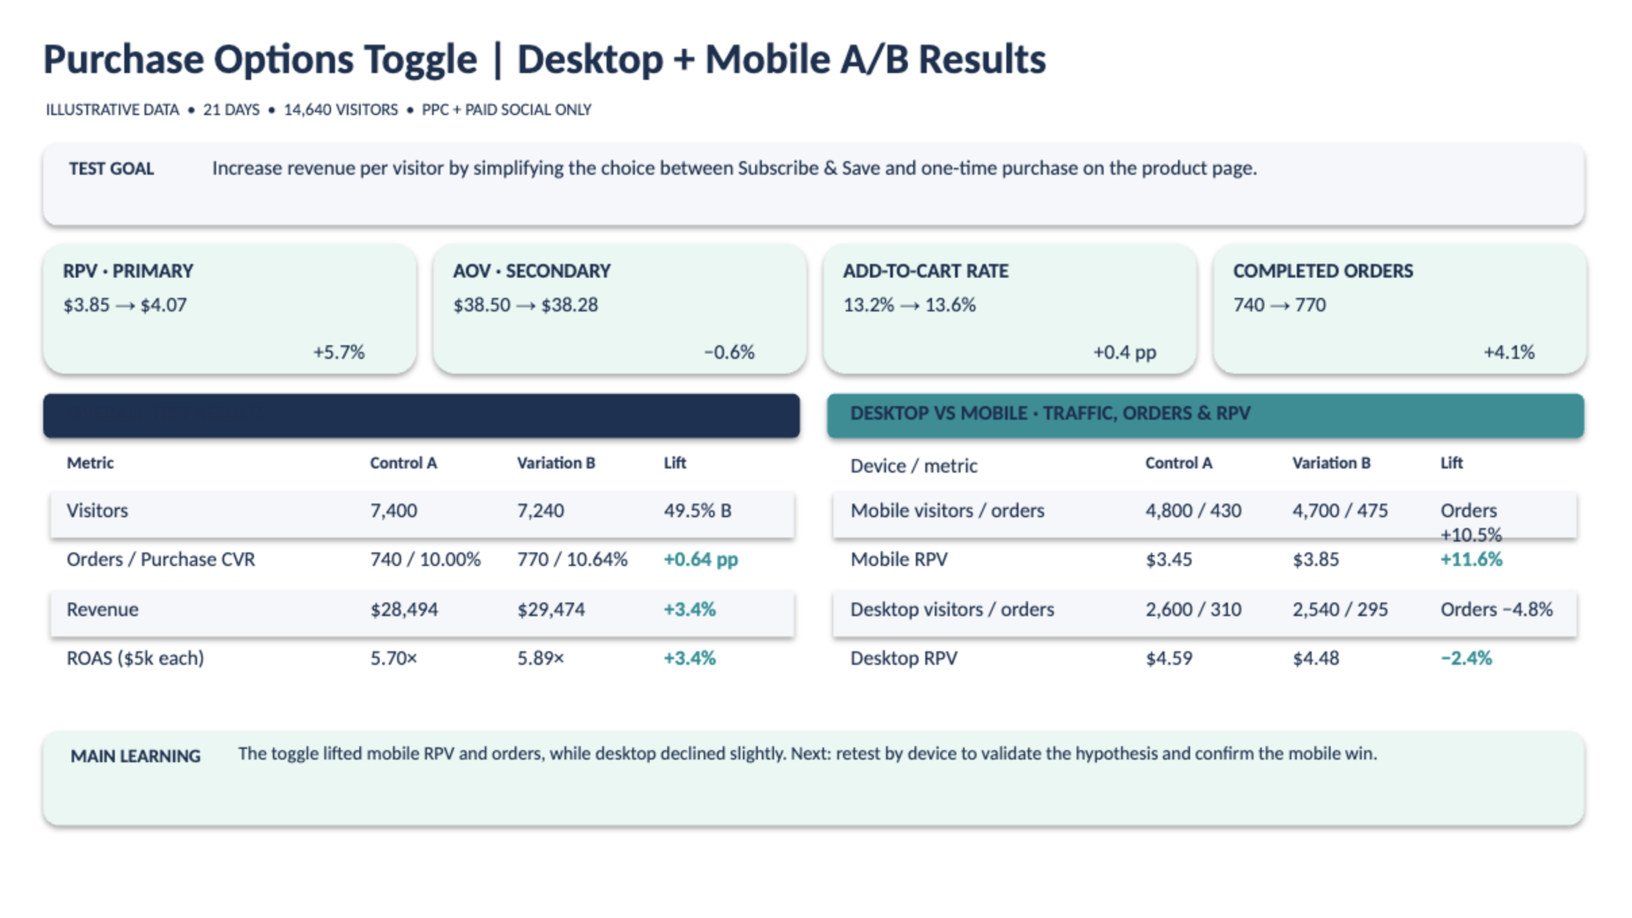 Purchase Options Toggle | Desktop + Mobile A/B Results
ILLUSTRATIVE DATA • 21 DAYS • 14,640 VISITORS • PPC + PAID SOCIAL ONLY
TEST GOAL Increase revenue per visitor by simplifying the choice between Subscribe & Save and one-time purchase on the product page.
RPV · PRIMARY
$3.85 → $4.07
+5.7%
AOV · SECONDARY
$38.50 → $38.28
−0.6%
ADD-TO-CART RATE
13.2% → 13.6%
+0.4 pp
COMPLETED ORDERS
740 → 770
+4.1%
Metric Control A Variation B Lift
Visitors 7,400 7,240 49.5% B
Orders / Purchase CVR 740 / 10.00% 770 / 10.64% +0.64 pp
Revenue $28,494 $29,474 +3.4%
ROAS ($5k each) 5.70× 5.89× +3.4%
DESKTOP VS MOBILE · TRAFFIC, ORDERS & RPV
Device / metric Control A Variation B Lift
Mobile visitors / orders 4,800 / 430 4,700 / 475 Orders
+10.5%
Mobile RPV $3.45 $3.85 +11.6%
Desktop visitors / orders 2,600 / 310 2,540 / 295 Orders −4.8%
Desktop RPV $4.59 $4.48 −2.4%
MAIN LEARNING The toggle lifted mobile RPV and orders, while desktop declined slightly. Next: retest by device to validate the hypothesis and confirm the mobile win.